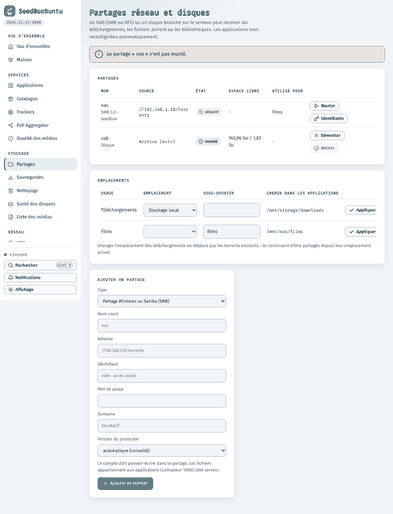 SeedBoxBuntu
VUE D'ENSEMBLE
Vue d'ensemble
Maison
SERVICES
Applications
Catalogue
Trackers
P2P Aggregator
Qualité des médias
STOCKAGE
Partages
Sauvegardes
Nettoyage
Santé des disques
Liste des médias
RÉSEAU
vincent
Rechercher
Ctrl K
Notifications
Affichage
Partages réseau et disques
Un NAS (SMB ou NFS) ou un disque branché sur le serveur peut recevoir les
téléchargements, les fichiers .torrent ou les bibliothèques. Les applications sont
reconfigurées automatiquement.
Le partage « nas » n'est pas monté.
PARTAGES
NOM SOURCE ÉTAT ESPACE LIBRE UTILISÉ POUR
nas
SMB 2.0 ·
seedbox
//192.168.1.10/torr
ents
absent
-
Films
Monter
Identifiants
usb
Disque
Archive (ext4)
monté
745,06 Go / 1,82
To
-
Démonter
Retirer
EMPLACEMENTS
USAGE EMPLACEMENT SOUS-DOSSIER CHEMIN DANS LES APPLICATIONS
Téléchargements Stockage local /mnt/storage/downloads Appliquer
Films films /mnt/nas/films Appliquer
Changer l'emplacement des téléchargements ne déplace pas les torrents existants : ils continuent d'être partagés depuis leur emplacement
actuel.
AJOUTER UN PARTAGE
Type
Partage Windows ou Samba (SMB)
Nom court
nas
Adresse
//192.168.1.10/torrents
Identifiant
vide : accès invité
Mot de passe
Domaine
facultatif
Version du protocole
automatique (conseillé)
Le compte doit pouvoir écrire dans le partage. Les fichiers
appartiennent aux applications (utilisateur 1000) côté serveur.
+ Ajouter et monter